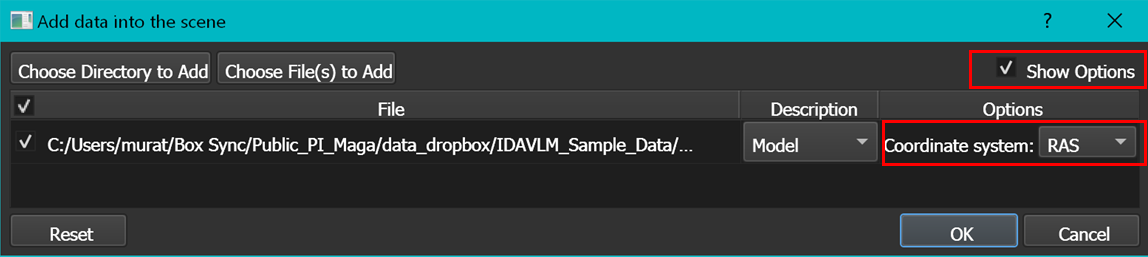 Add data into the scene
?
Choose Directory to Add Choose File(s) to Add Show Options
File Description Options
C:/Users/murat/Box Sync/Public_PI_Maga/data_dropbox/IDAVLM_Sample_Data/... Model Coordinate system: RAS
Reset OK Cancel